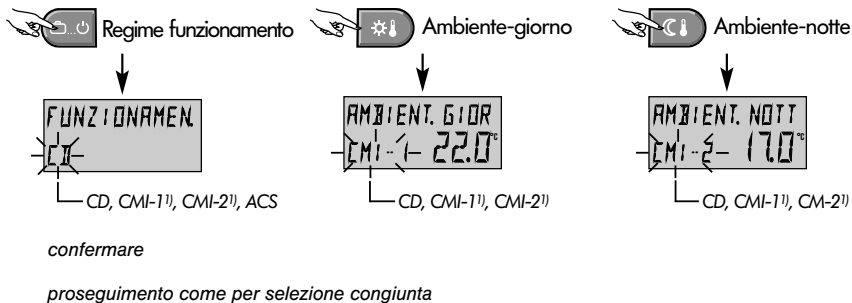 Regime funzionamento
Ambiente-giorno
Ambiente-notte
FUNZIONAMEN.
CD
CD, CMI-1¹⁾, CMI-2¹⁾, ACS
AMBIENT. GIOR
CMI-1 22.0 °C
CD, CMI-1¹⁾, CMI-2¹⁾
AMBIENT. NOTT
CMI-2 17.0 °C
CD, CMI-1¹⁾, CM-2¹⁾
confermare
proseguimento come per selezione congiunta